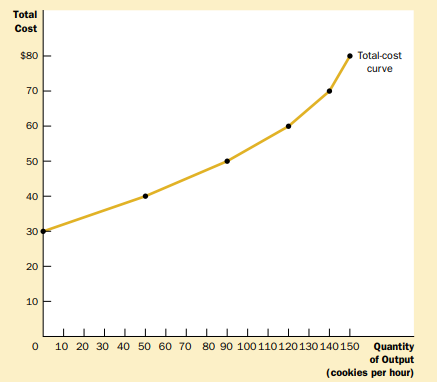 Total
Cost
$80
Total-cost
curve
70
60
50
40
30
20
10
0 10 20 30 40 50 60 70 80 90 100 110 120 130 140 150 Quantity
of Output
(cookies per hour)